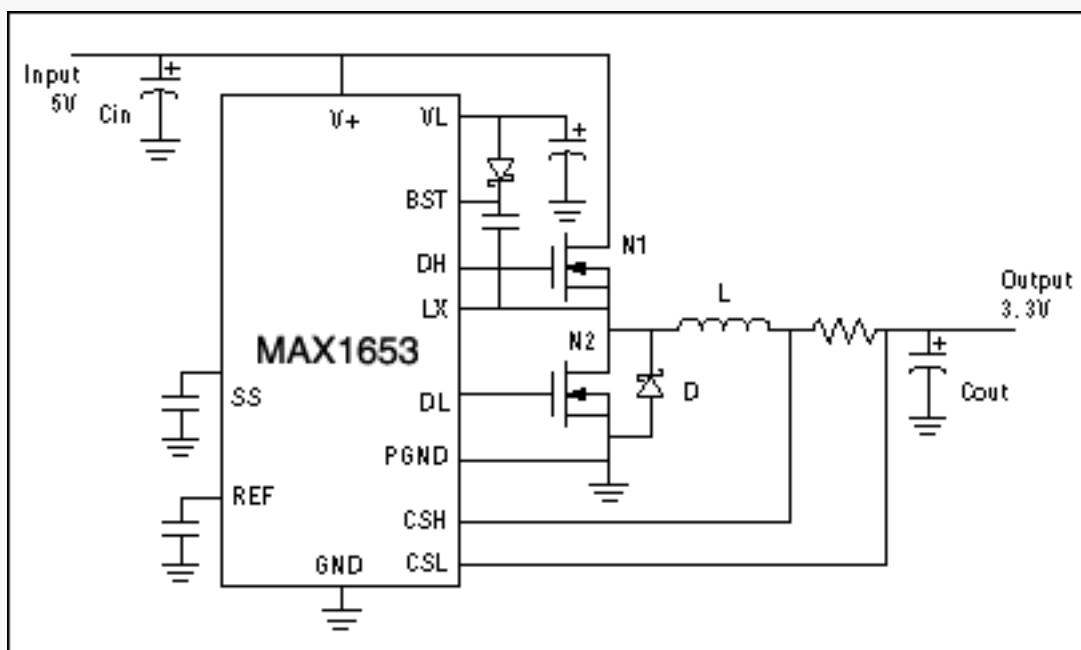 Input
5V
Cin
+
V+
VL
+
BST
DH
N1
LX
L
Output
3.3V
MAX1653
N2
+
SS
DL
D
Cout
PGND
REF
CSH
GND
CSL